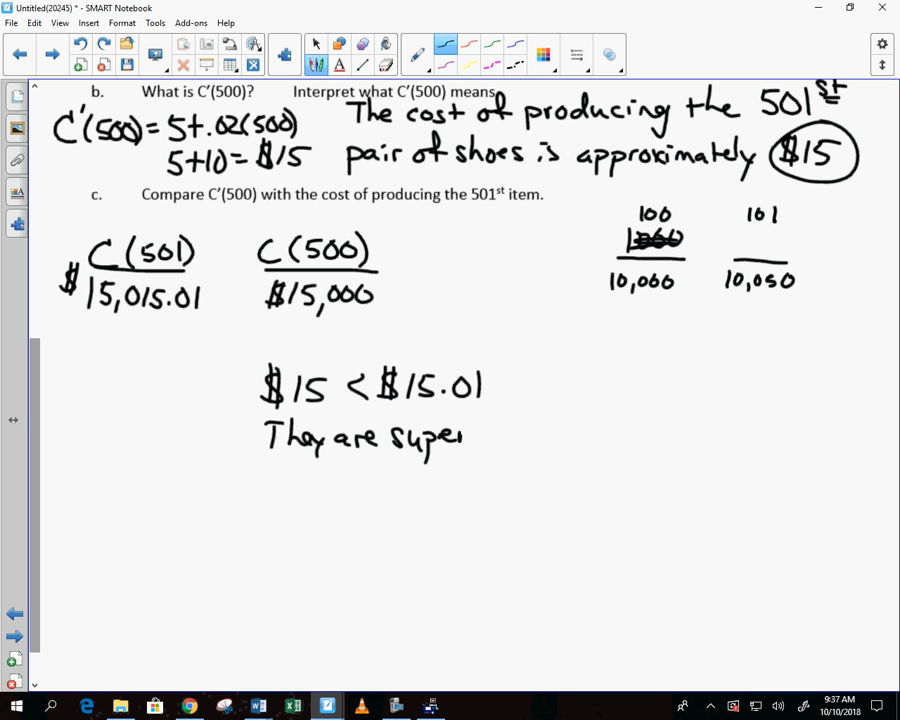 Untitled(20245) * - SMART Notebook
File Edit View Insert Format Tools Add-ons Help
b. What is C'(500)? Interpret what C'(500) means
C'(500) = 5+.02(500)
5+10 = $15
The cost of producing the 501st
pair of shoes is approximately $15
c. Compare C'(500) with the cost of producing the 501st item.
C(501) C(500)
$15,015.01 $15,000
100 101
10,000 10,050
$15 < $15.01
They are super
9:37 AM
10/10/2018